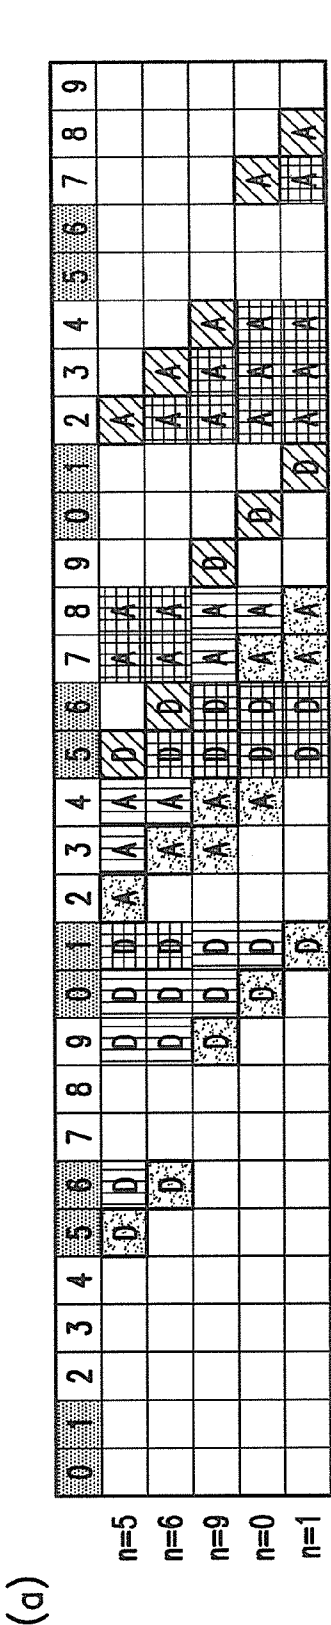 (a)
0 1 2 3 4 5 6 7 8 9 0 1 2 3 4 5 6 7 8 9 0 1 2 3 4 5 6 7 8 9
n=5 D D D D D A A A D A A A
n=6 D D D D A A D D A A A A
n=9 D D D A A D D A A D A A A
n=0 D D A D D A A D A A A A
n=1 D D D A A D A A A A A